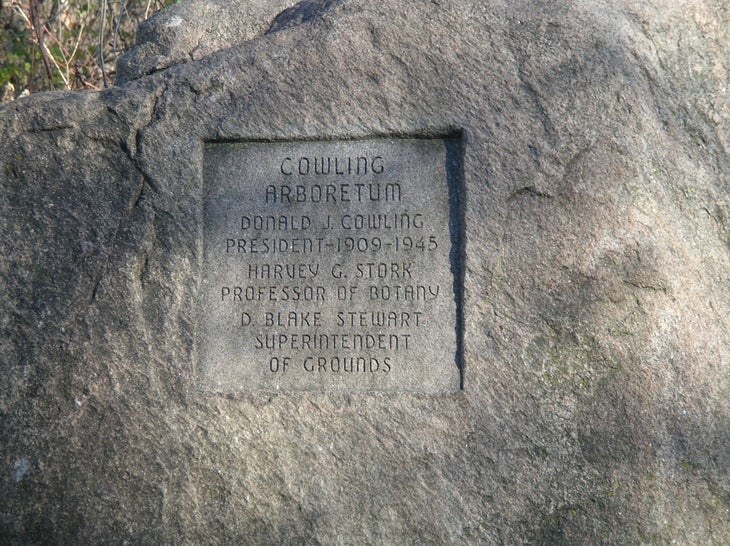 COWLING
ARBORETUM
DONALD J. COWLING
PRESIDENT-1909-1945
HARVEY G. STORK
PROFESSOR OF BOTANY
D. BLAKE STEWART
SUPERINTENDENT
OF GROUNDS